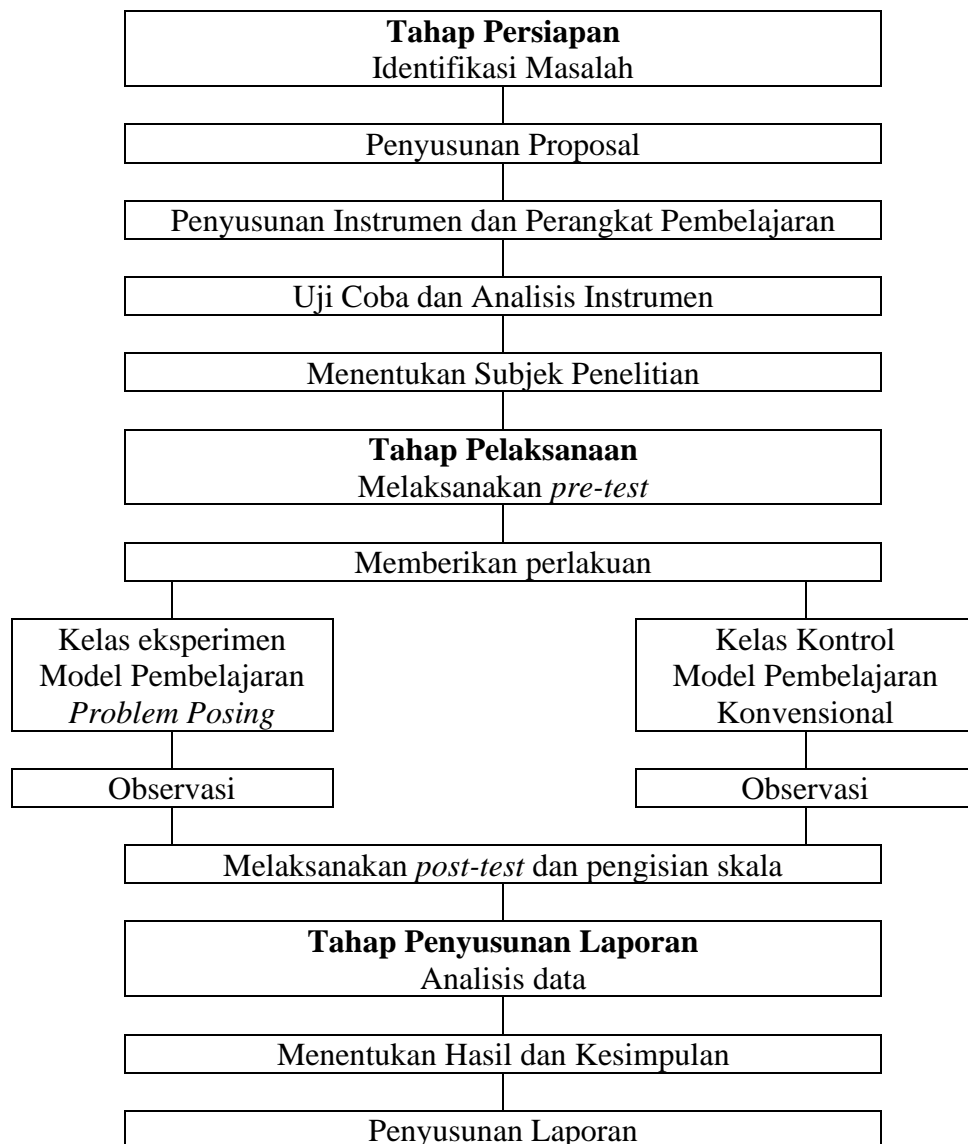 Tahap Persiapan
Identifikasi Masalah
Penyusunan Proposal
Penyusunan Instrumen dan Perangkat Pembelajaran
Uji Coba dan Analisis Instrumen
Menentukan Subjek Penelitian
Tahap Pelaksanaan
Melaksanakan pre-test
Memberikan perlakuan
Kelas eksperimen
Model Pembelajaran
Problem Posing
Kelas Kontrol
Model Pembelajaran
Konvensional
Observasi
Observasi
Melaksanakan post-test dan pengisian skala
Tahap Penyusunan Laporan
Analisis data
Menentukan Hasil dan Kesimpulan
Penyusunan Laporan